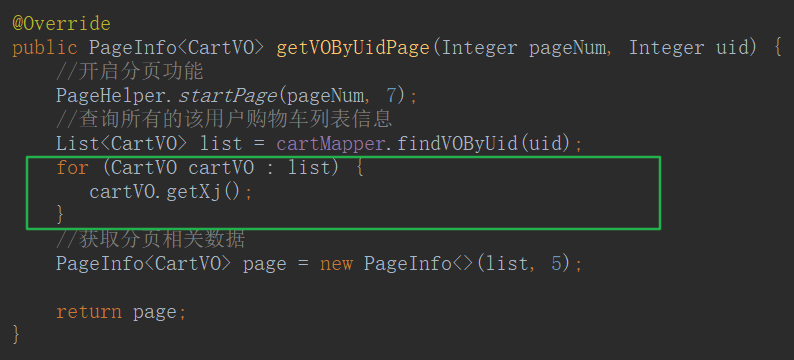 @Override
public PageInfo<CartVO> getVOByUidPage(Integer pageNum, Integer uid) {
//开启分页功能
PageHelper.startPage(pageNum, 7);
//查询所有的该用户购物车列表信息
List<CartVO> list = cartMapper.findVOByUid(uid);
for (CartVO cartVO : list) {
cartVO.getXj();
}
//获取分页相关数据
PageInfo<CartVO> page = new PageInfo<>(list, 5);
return page;
}